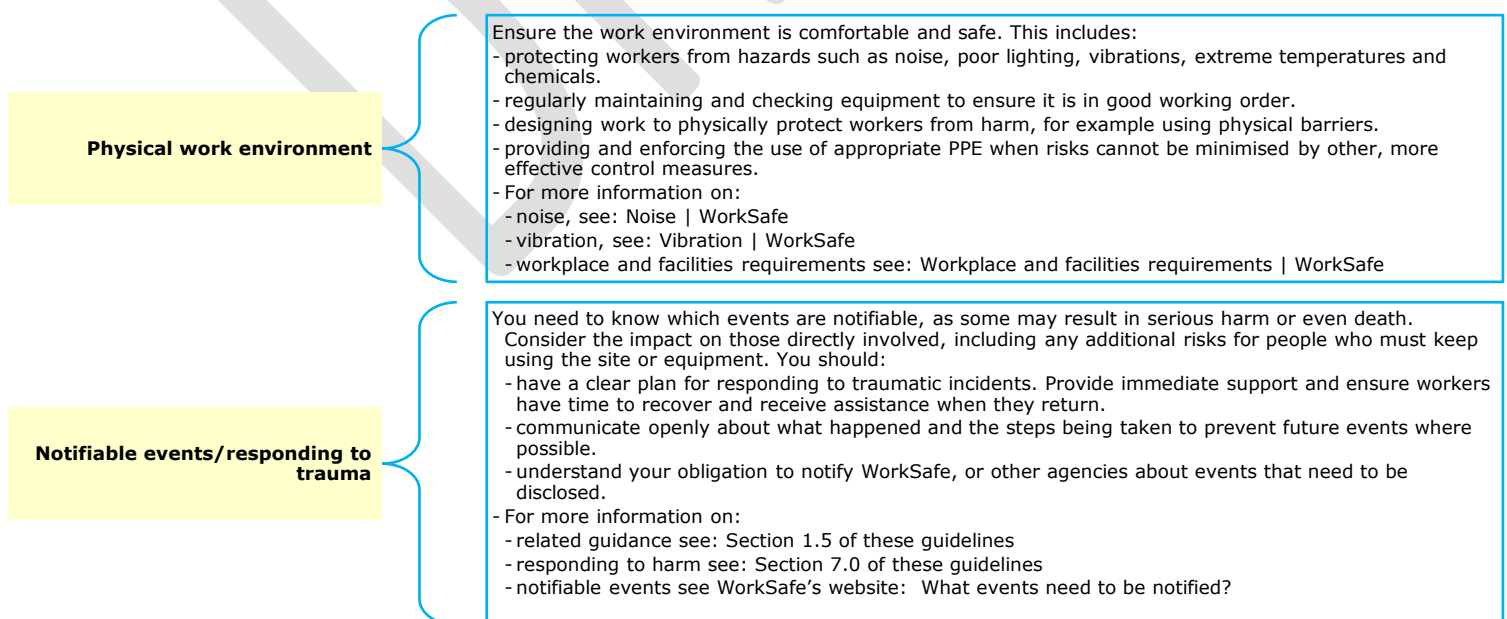 Physical work environment
Ensure the work environment is comfortable and safe. This includes:
- protecting workers from hazards such as noise, poor lighting, vibrations, extreme temperatures and
chemicals.
- regularly maintaining and checking equipment to ensure it is in good working order.
- designing work to physically protect workers from harm, for example using physical barriers.
- providing and enforcing the use of appropriate PPE when risks cannot be minimised by other, more
effective control measures.
- For more information on:
- noise, see: Noise | WorkSafe
- vibration, see: Vibration | WorkSafe
- workplace and facilities requirements see: Workplace and facilities requirements | WorkSafe
Notifiable events/responding to
trauma
You need to know which events are notifiable, as some may result in serious harm or even death.
Consider the impact on those directly involved, including any additional risks for people who must keep
using the site or equipment. You should:
- have a clear plan for responding to traumatic incidents. Provide immediate support and ensure workers
have time to recover and receive assistance when they return.
- communicate openly about what happened and the steps being taken to prevent future events where
possible.
- understand your obligation to notify WorkSafe, or other agencies about events that need to be
disclosed.
- For more information on:
- related guidance see: Section 1.5 of these guidelines
- responding to harm see: Section 7.0 of these guidelines
- notifiable events see WorkSafe’s website:  What events need to be notified?